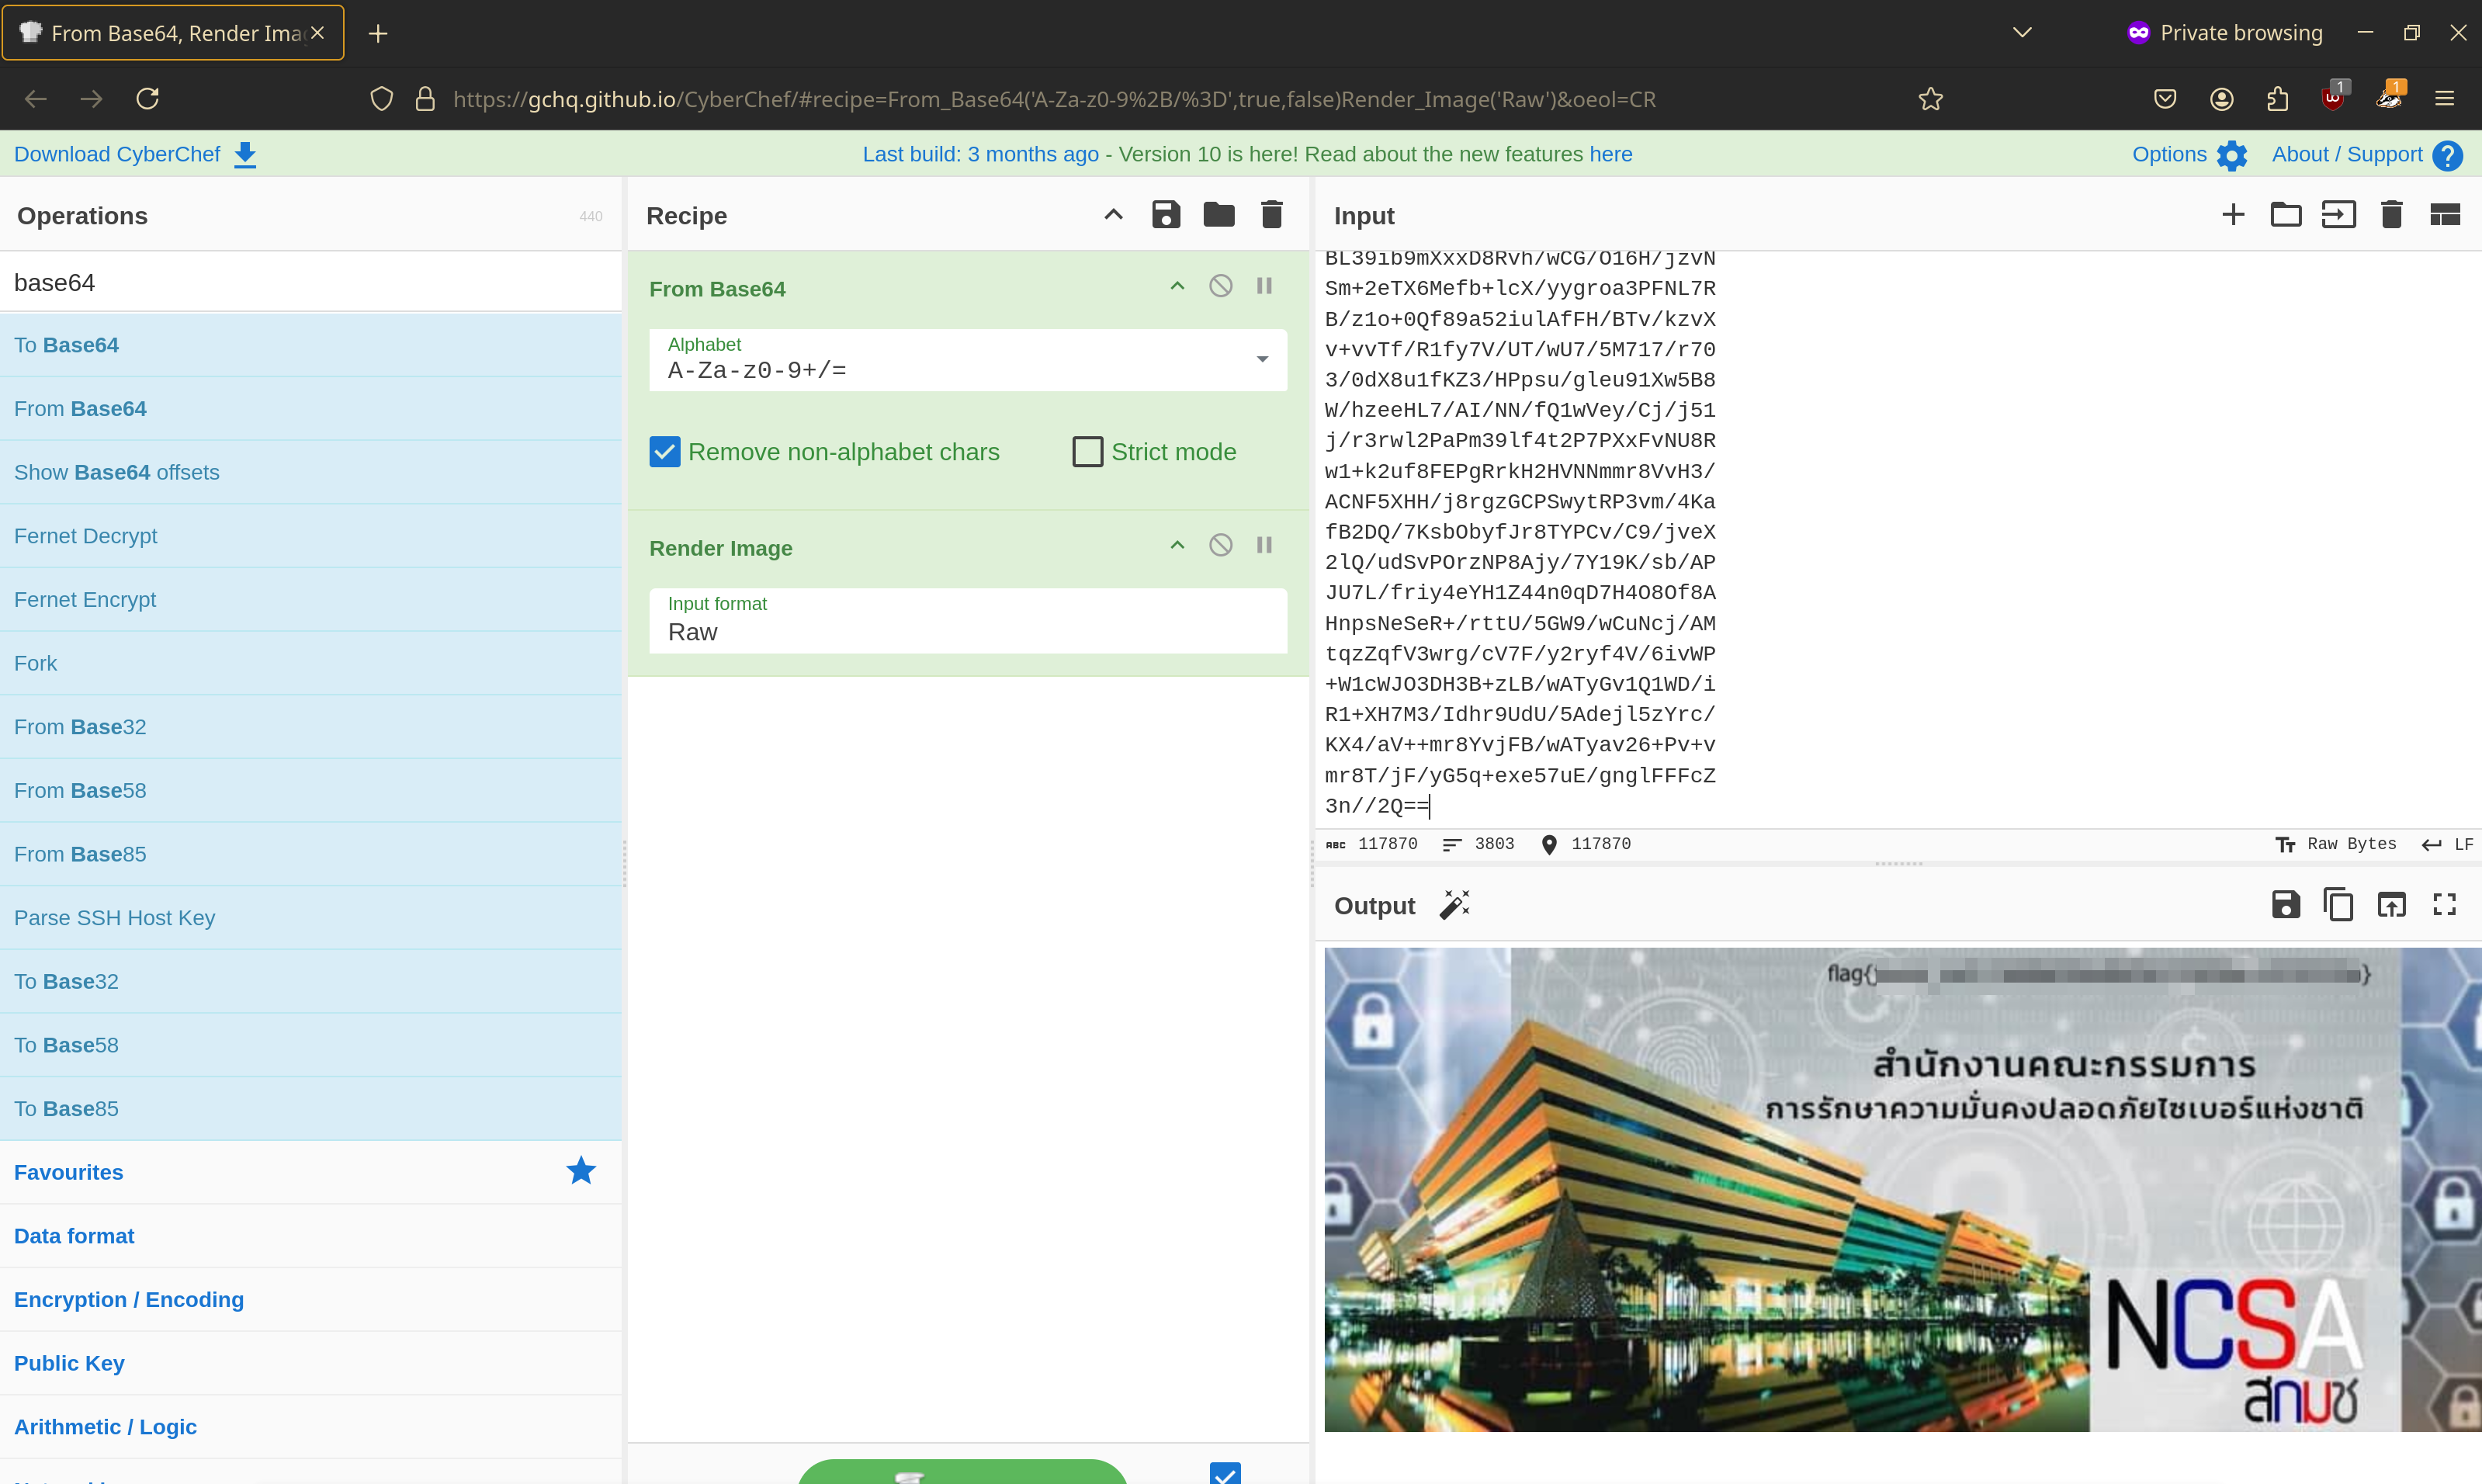 From Base64, Render Ima
Private browsing
https://gchq.github.io/CyberChef/#recipe=From_Base64('A-Za-z0-9%2B/%3D',true,false)Render_Image('Raw')&oeol=CR
1
1
Download CyberChef
Last build: 3 months ago - Version 10 is here! Read about the new features here
Options
About / Support
Operations
440
base64
To Base64
From Base64
Show Base64 offsets
Fernet Decrypt
Fernet Encrypt
Fork
From Base32
From Base58
From Base85
Parse SSH Host Key
To Base32
To Base58
To Base85
Favourites
Data format
Encryption / Encoding
Public Key
Arithmetic / Logic
Recipe
From Base64
Alphabet
A-Za-z0-9+/=
Remove non-alphabet chars
Strict mode
Render Image
Input format
Raw
Input
BL39ib9mXxxD8Rvh/wCG/O16H/jzvN
Sm+2eTX6Mefb+lcX/yygroa3PFNL7R
B/z1o+0Qf89a52iulAfFH/BTv/kzvX
v+vvTf/R1fy7V/UT/wU7/5M717/r70
3/0dX8u1fKZ3/HPpsu/gleu91Xw5B8
W/hzeeHL7/AI/NN/fQ1wVey/Cj/j51
j/r3rwl2PaPm39lf4t2P7PXxFvNU8R
w1+k2uf8FEPgRrkH2HVNNmmr8VvH3/
ACNF5XHH/j8rgzGCPSwytRP3vm/4Ka
fB2DQ/7KsbObyfJr8TYPCv/C9/jveX
2lQ/udSvPOrzNP8Ajy/7Y19K/sb/AP
JU7L/friy4eYH1Z44n0qD7H4O8Of8A
HnpsNeSeR+/rttU/5GW9/wCuNcj/AM
tqzZqfV3wrg/cV7F/y2ryf4V/6ivWP
+W1cWJO3DH3B+zLB/wATyGv1Q1WD/i
R1+XH7M3/Idhr9UdU/5Adejl5zYrc/
KX4/aV++mr8YvjFB/wATyav26+Pv+v
mr8T/jF/yG5q+exe57uE/gnglFFFcZ
3n//2Q==
117870
3803
117870
Raw Bytes
LF
Output
flag{
}
สำนักงานคณะกรรมการ
การรักษาความมั่นคงปลอดภัยไซเบอร์แห่งชาติ
NCSA
สกมช